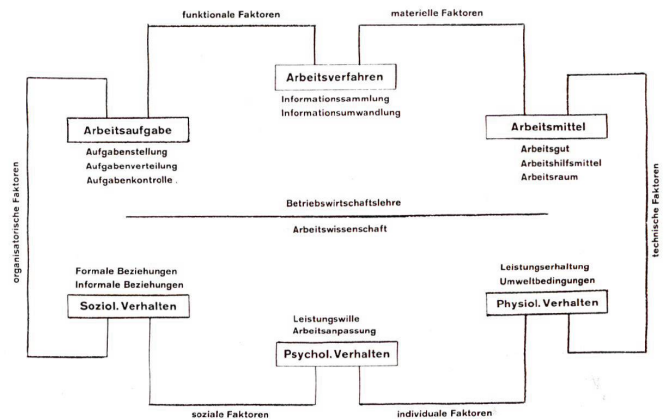 funktionale Faktoren
materielle Faktoren
Arbeitsverfahren
Informationssammlung
Informationsumwandlung
Arbeitsaufgabe
Aufgabenstellung
Aufgabenverteilung
Aufgabenkontrolle .
Arbeitsmittel
Arbeitsgut
Arbeitshilfsmittel
Arbeitsraum
organisatorische Faktoren
technische Faktoren
Betriebswirtschaftslehre
Arbeitswissenschaft
Formale Beziehungen
Informale Beziehungen
Soziol. Verhalten
Leistungswille
Arbeitsanpassung
Psychol. Verhalten
Leistungserhaltung
Umweltbedingungen
Physiol. Verhalten
soziale Faktoren
individuale Faktoren